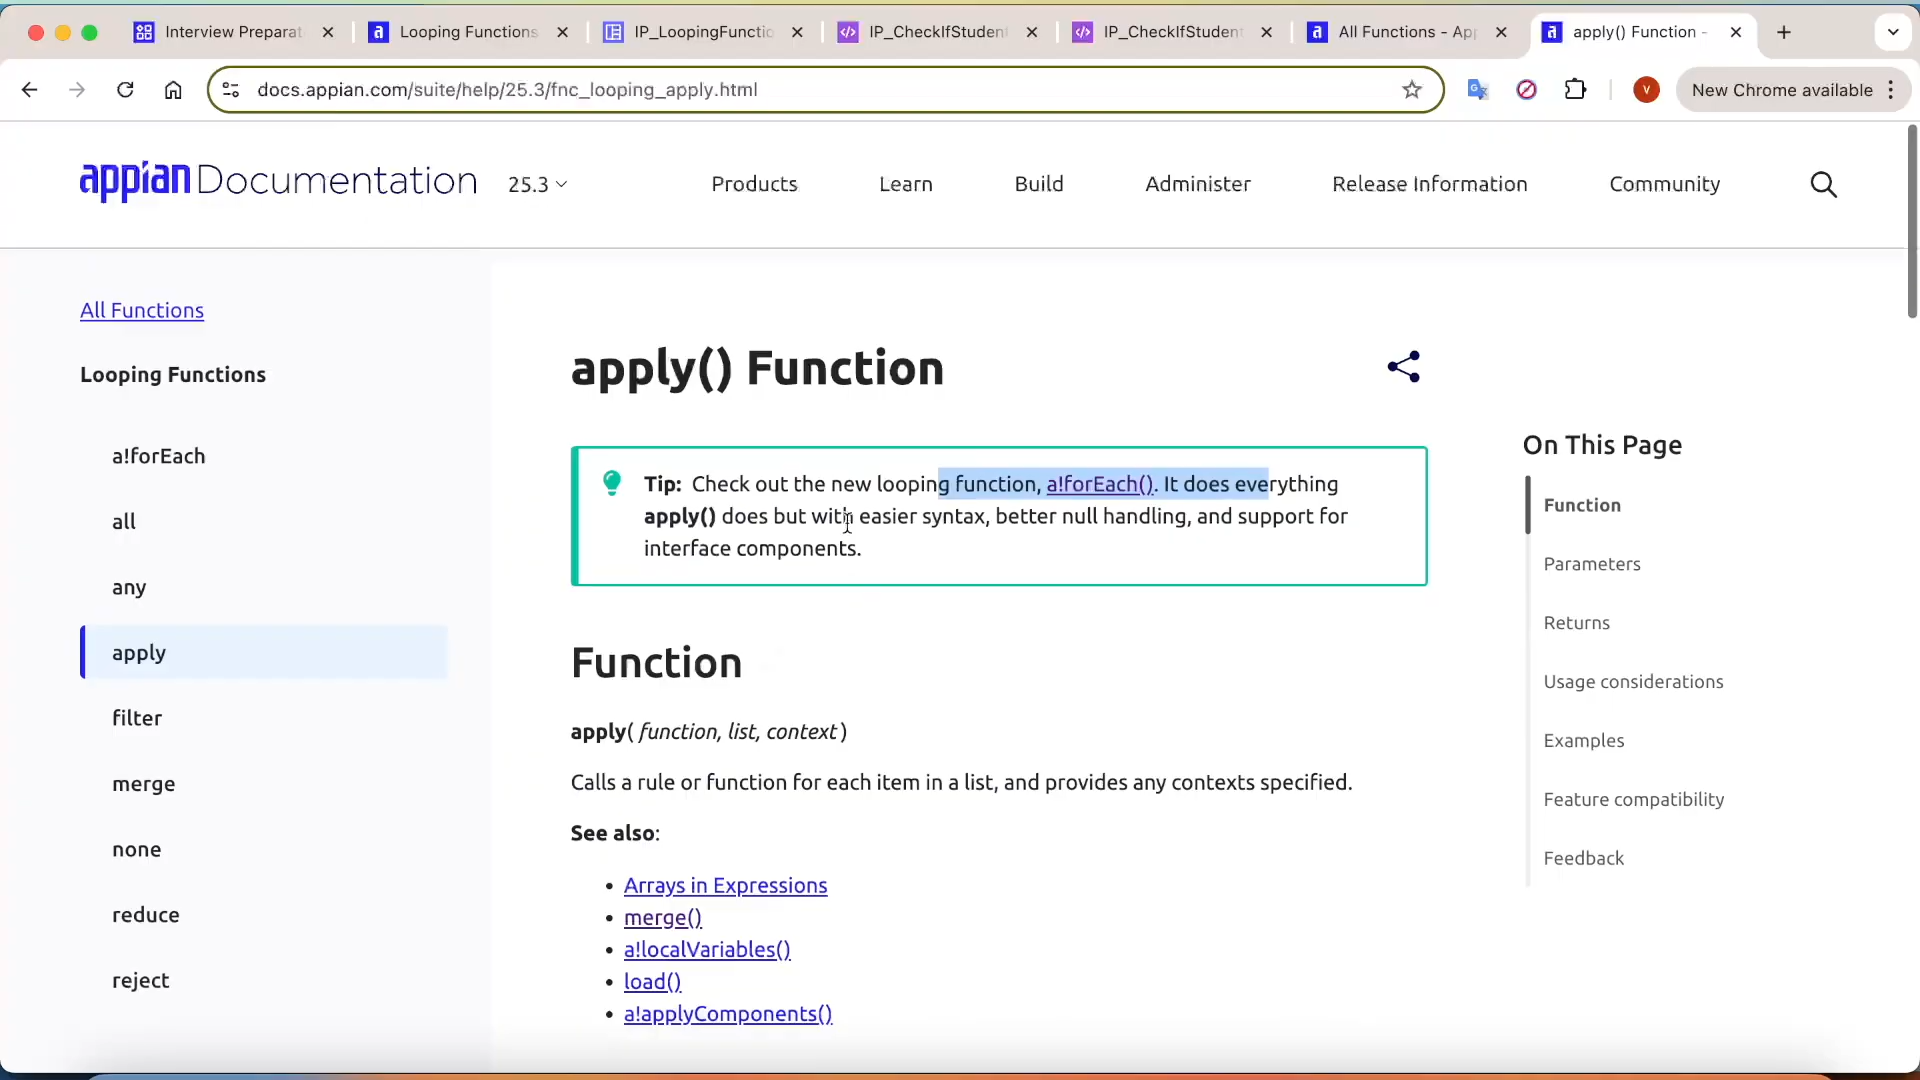 Interview Preparat
Looping Functions
IP_LoopingFunctio
IP_CheckIfStudent
IP_CheckIfStudent
All Functions - App
apply() Function -
docs.appian.com/suite/help/25.3/fnc_looping_apply.html
V
New Chrome available
appian Documentation
25.3
Products
Learn
Build
Administer
Release Information
Community
All Functions
Looping Functions
a!forEach
all
any
apply
filter
merge
none
reduce
reject
apply() Function
Tip: Check out the new looping function, a!forEach(). It does everything
apply() does but with easier syntax, better null handling, and support for
interface components.
Function
apply( function, list, context )
Calls a rule or function for each item in a list, and provides any contexts specified.
See also:
• Arrays in Expressions
• merge()
• a!localVariables()
• load()
• a!applyComponents()
On This Page
Function
Parameters
Returns
Usage considerations
Examples
Feature compatibility
Feedback